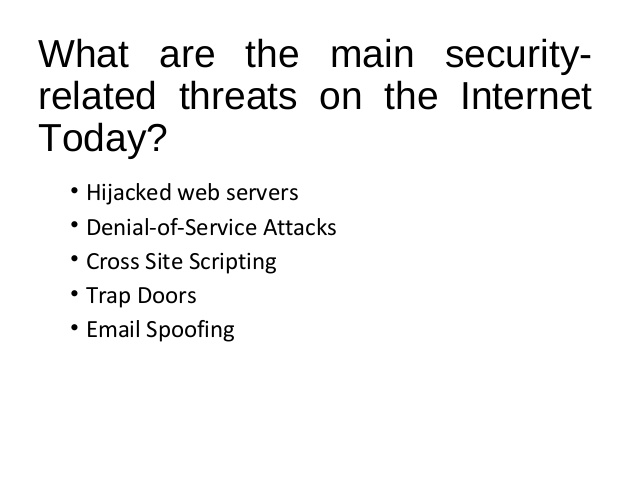 What are the main security-
related threats on the Internet
Today?
• Hijacked web servers
• Denial-of-Service Attacks
• Cross Site Scripting
• Trap Doors
• Email Spoofing